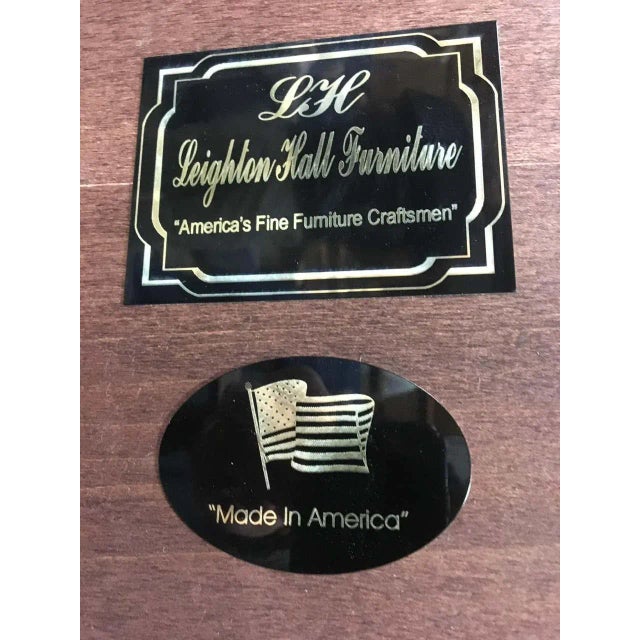 LH
Leighton Hall Furniture
"America's Fine Furniture Craftsmen"
"Made In America"